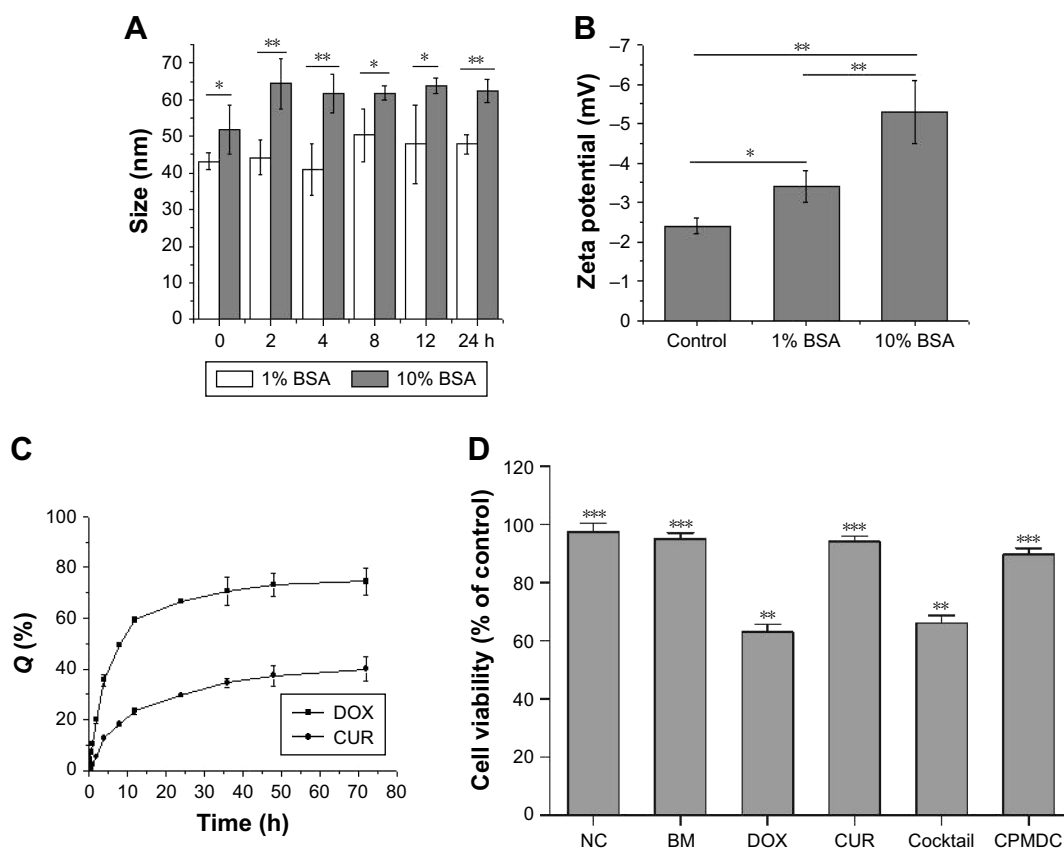 A
Size (nm)
70
60
50
40
30
20
10
0
*
**
**
*
*
**
0 2 4 8 12 24 h
1% BSA 10% BSA
B
Zeta potential (mV)
–7
–6
–5
–4
–3
–2
–1
0
**
**
*
Control 1% BSA 10% BSA
C
Q (%)
100
80
60
40
20
0
DOX
CUR
0 10 20 30 40 50 60 70 80
Time (h)
D
Cell viability (% of control)
120
100
80
60
40
20
0
***
***
**
***
**
***
NC BM DOX CUR Cocktail CPMDC